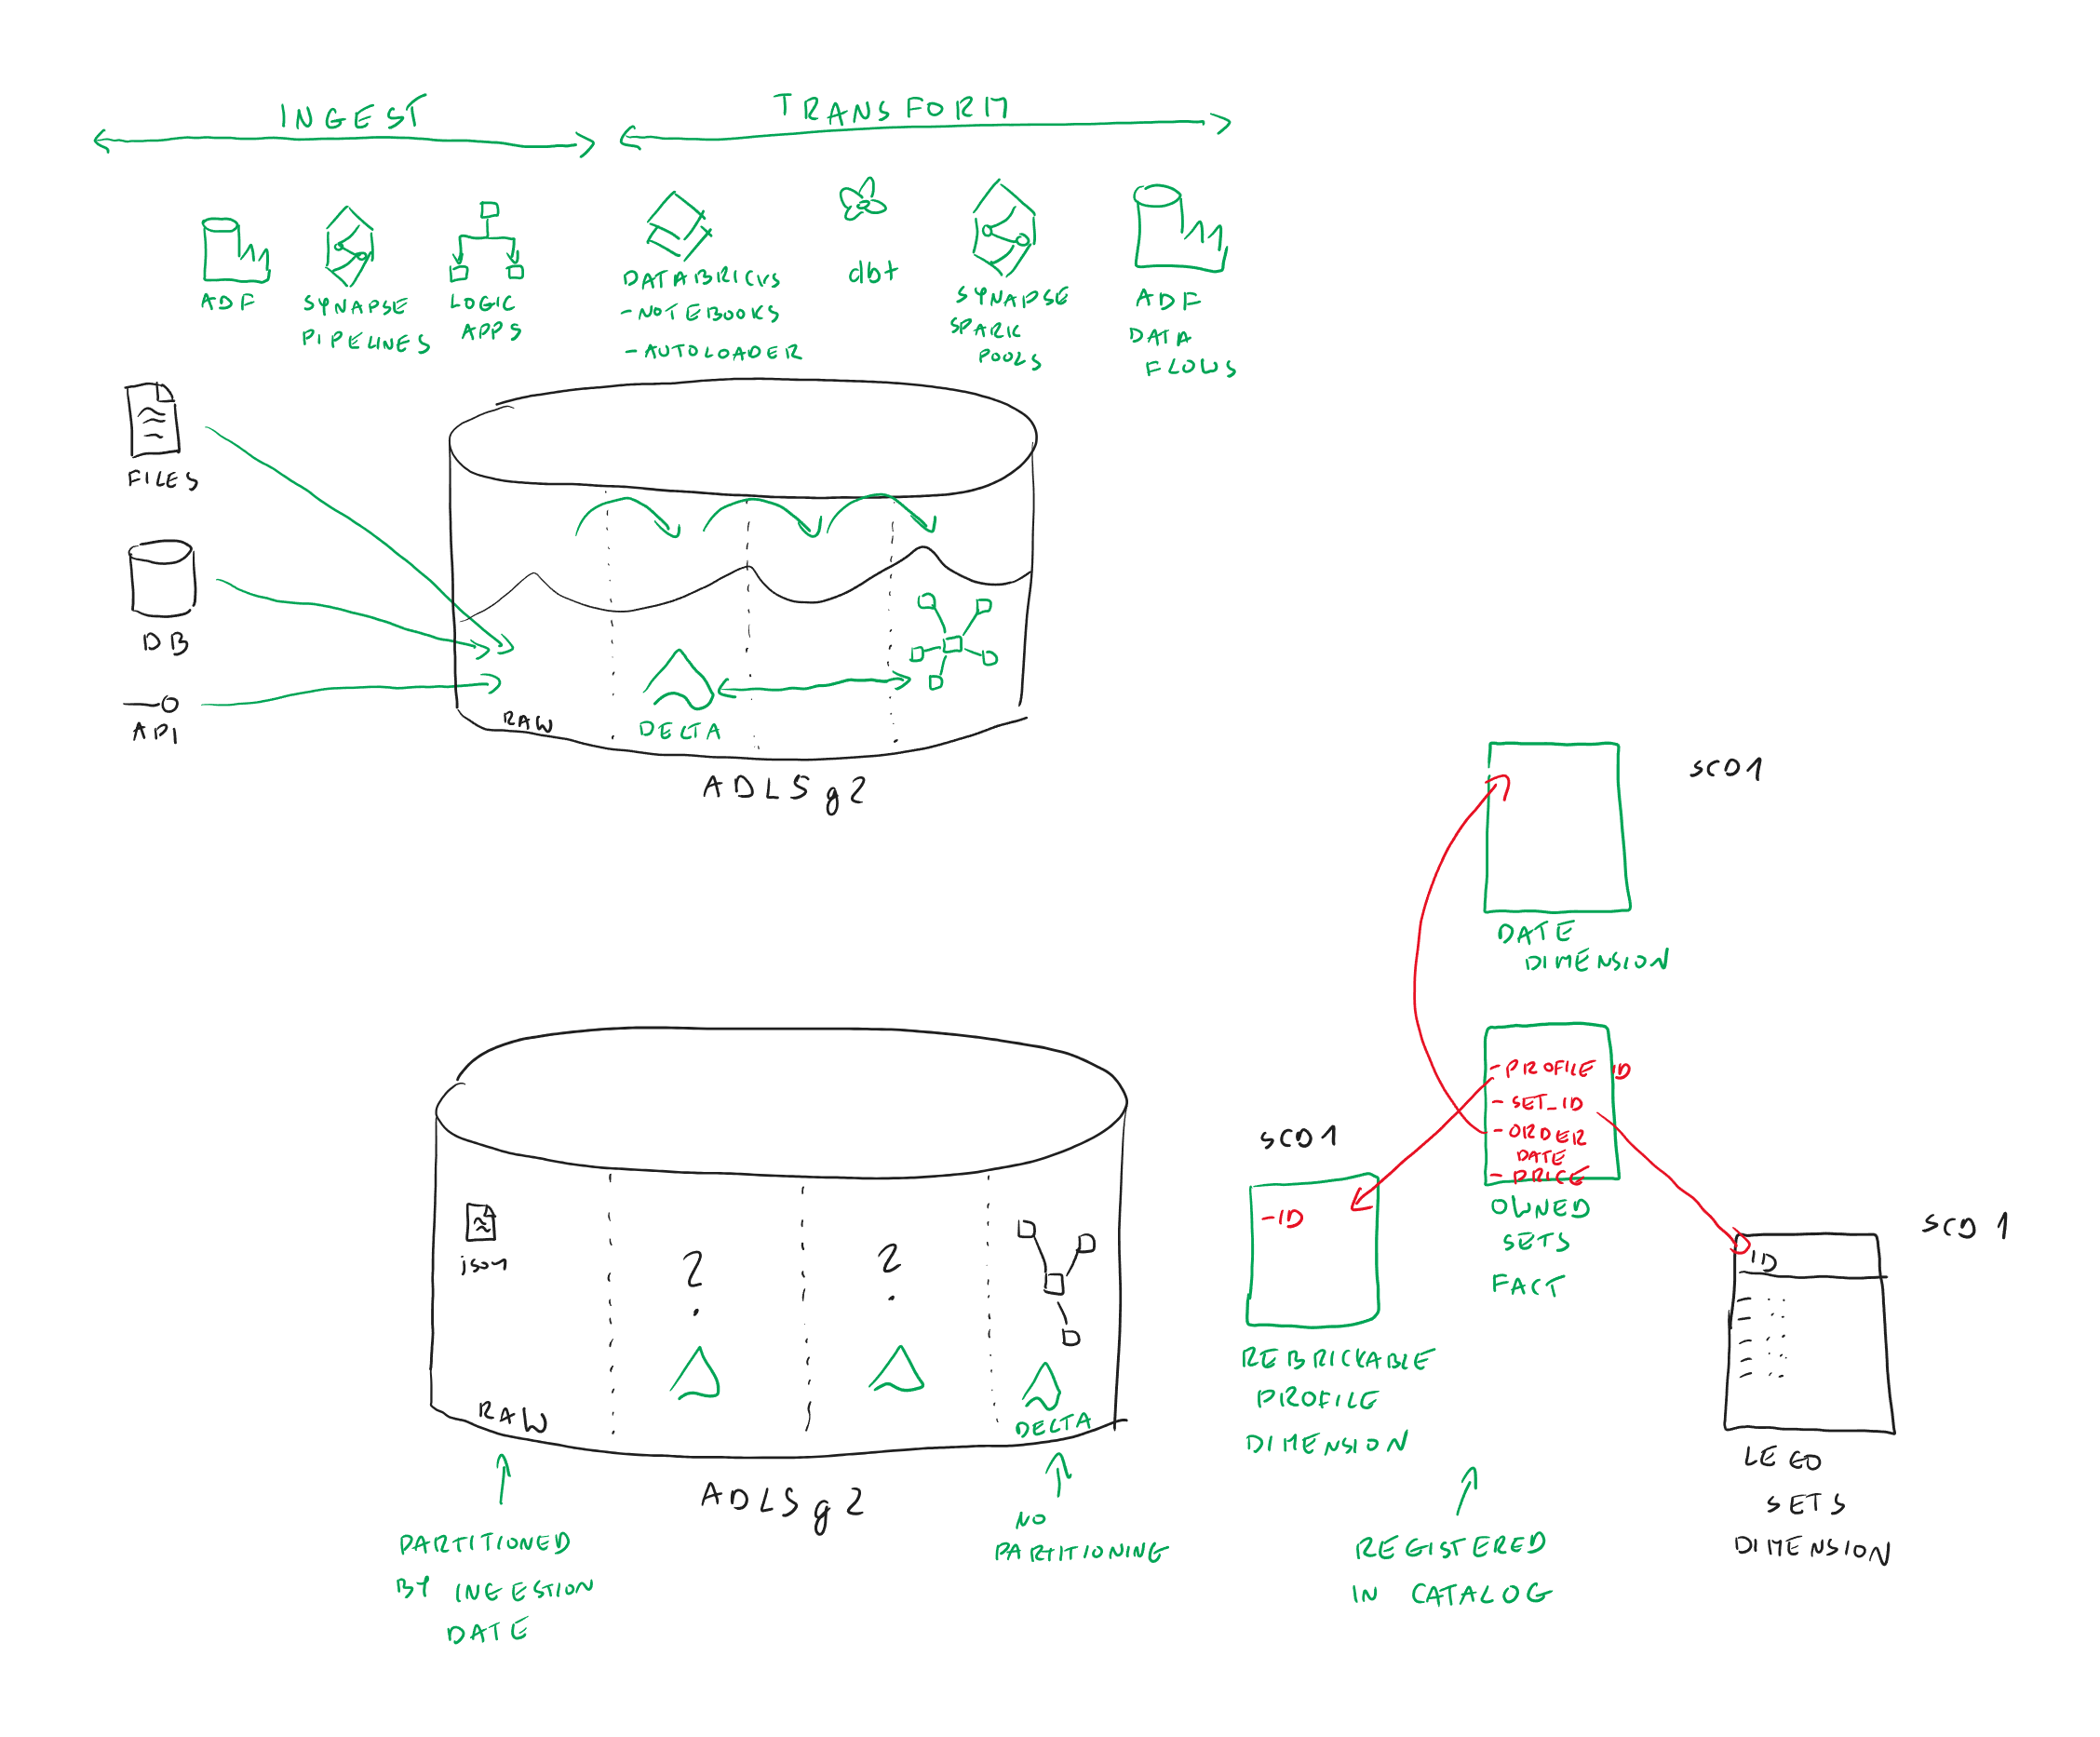 INGEST
TRANSFORM
ADF
SYNAPSE
PIPELINES
LOGIC
APPS
DATABRICKS
-NOTEBOOKS
-AUTOLOADER
dbt
SYNAPSE
SPARK
POOLS
ADF
DATA
FLOWS
FILES
DB
API
RAW
DELTA
ADLS g2
SCD1
DATE
DIMENSION
-PROFILE ID
-SET_ID
-ORDER
DATE
-PRICE
OWNED
SETS
FACT
SCD1
-ID
REBRICKABLE
PROFILE
DIMENSION
SCD 1
ID
LEGO
SETS
DIMENSION
json
?
?
RAW
DELTA
ADLS g2
PARTITIONED
BY INGESTION
DATE
NO
PARTITIONING
REGISTERED
IN CATALOG